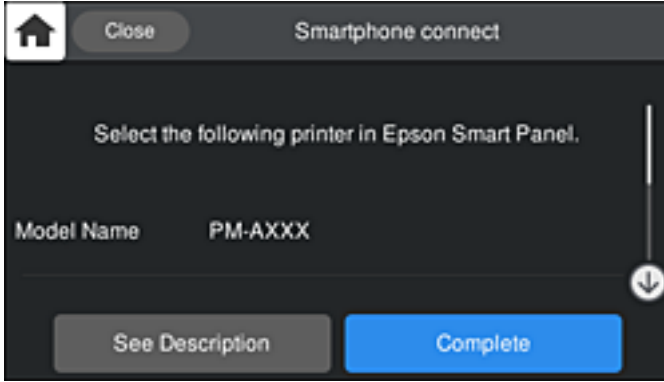 Close
Smartphone connect
Select the following printer in Epson Smart Panel.
Model Name PM-AXXX
See Description
Complete